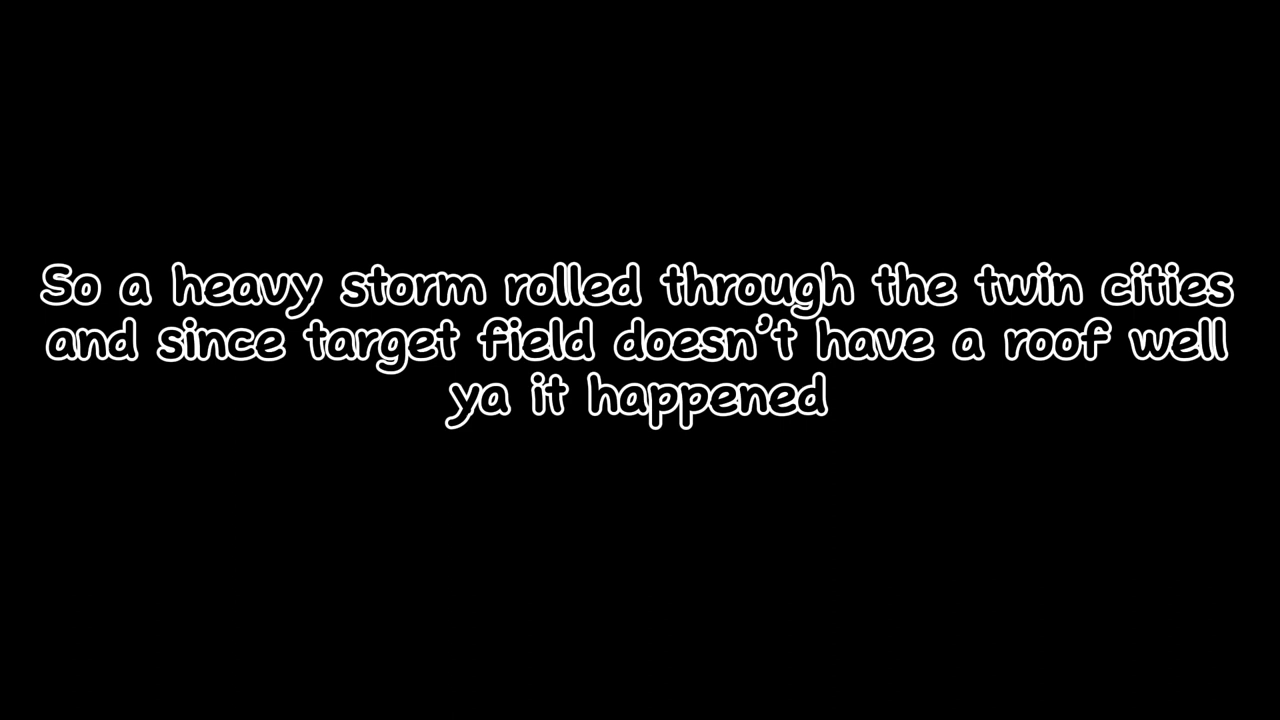 So a heavy storm rolled through the twin cities
and since target field doesn't have a roof well
ya it happened